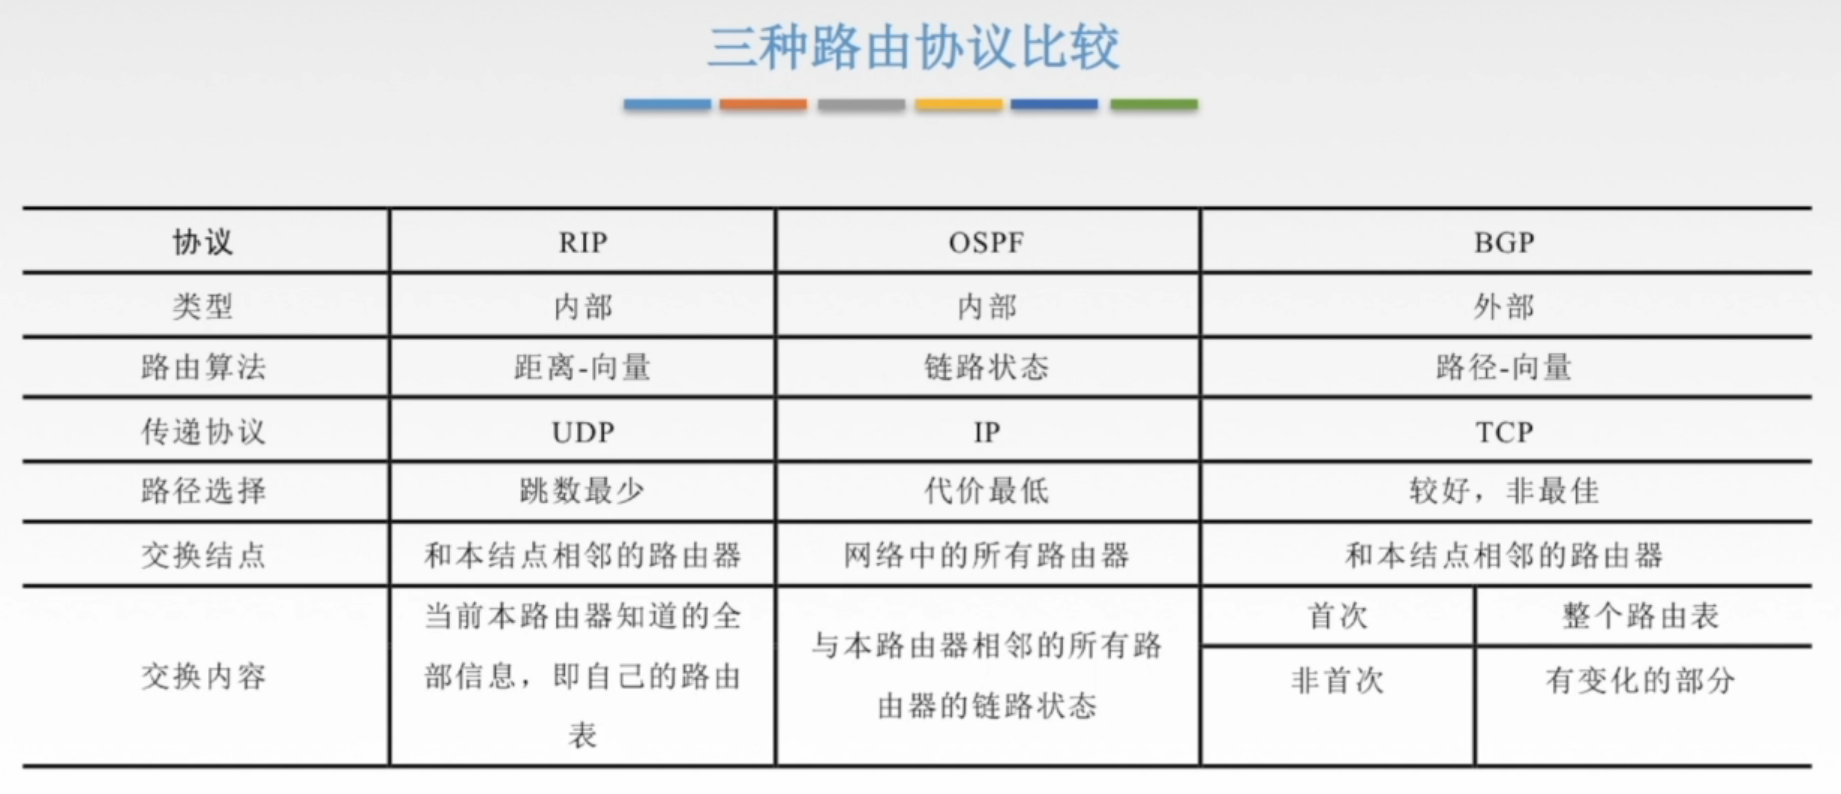 三种路由协议比较
协议 RIP OSPF BGP
类型 内部 内部 外部
路由算法 距离-向量 链路状态 路径-向量
传递协议 UDP IP TCP
路径选择 跳数最少 代价最低 较好，非最佳
交换结点 和本结点相邻的路由器 网络中的所有路由器 和本结点相邻的路由器
交换内容
当前本路由器知道的全
部信息，即自己的路由
表
与本路由器相邻的所有路
由器的链路状态
首次 整个路由表
非首次 有变化的部分